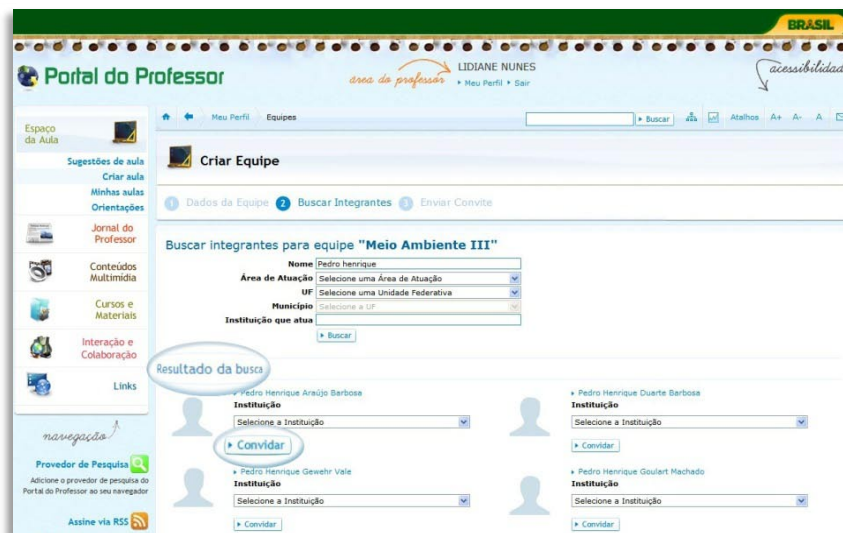 BRASIL
Portal do Professor
area do professor
LIDIANE NUNES
Meu Perfil Sair
acessibilidad
Espaço da Aula
Sugestões de aula
Criar aula
Minhas aulas
Orientações
Jornal do Professor
Conteúdos Multimídia
Cursos e Materiais
Interação e Colaboração
Links
navegação
Provedor de Pesquisa
Adicione o provedor de pesquisa do
Portal do Professor ao seu navegador
Assine via RSS
Meu Perfil Equipes
Buscar
Atalhos A+ A- A
Criar Equipe
1 Dados da Equipe 2 Buscar Integrantes 3 Enviar Convite
Buscar integrantes para equipe "Meio Ambiente III"
Nome Pedro henrique
Área de Atuação Selecione uma Área de Atuação
UF Selecione uma Unidade Federativa
Município Selecione a UF
Instituição que atua
Buscar
Resultado da busca
Pedro Henrique Araújo Barbosa
Instituição
Selecione a Instituição
Convidar
Pedro Henrique Duarte Barbosa
Instituição
Selecione a Instituição
Convidar
Pedro Henrique Gewehr Vale
Instituição
Selecione a Instituição
Convidar
Pedro Henrique Goulart Machado
Instituição
Selecione a Instituição
Convidar